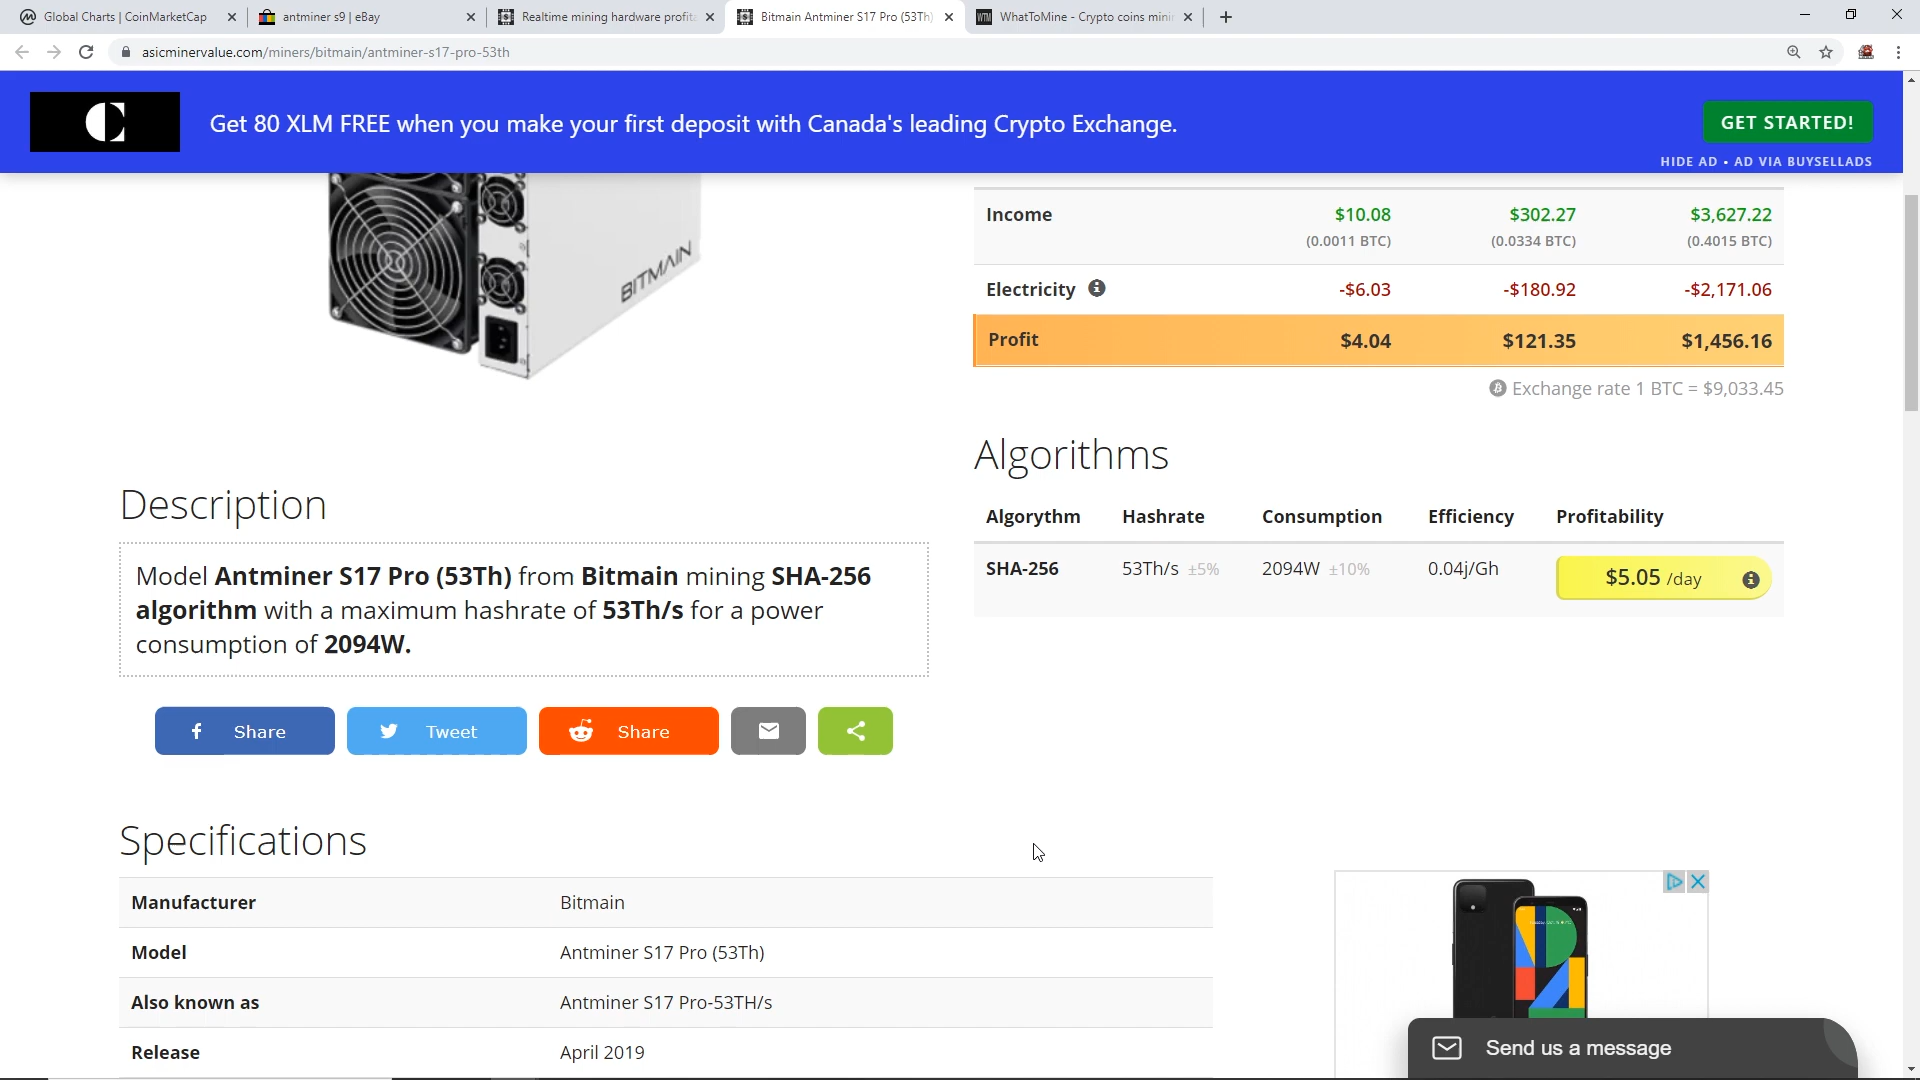 Global Charts | CoinMarketCap
antminer s9 | eBay
Realtime mining hardware profit
Bitmain Antminer S17 Pro (53Th)
WTM WhatToMine - Crypto coins mini
asicminervalue.com/miners/bitmain/antminer-s17-pro-53th
Get 80 XLM FREE when you make your first deposit with Canada's leading Crypto Exchange.
GET STARTED!
HIDE AD • AD VIA BUYSELLADS
BITMAIN
Income $10.08 $302.27 $3,627.22
(0.0011 BTC) (0.0334 BTC) (0.4015 BTC)
Electricity -$6.03 -$180.92 -$2,171.06
Profit $4.04 $121.35 $1,456.16
Exchange rate 1 BTC = $9,033.45
Algorithms
Algorythm Hashrate Consumption Efficiency Profitability
SHA-256 53Th/s ±5% 2094W ±10% 0.04j/Gh $5.05 /day
Description
Model Antminer S17 Pro (53Th) from Bitmain mining SHA-256
algorithm with a maximum hashrate of 53Th/s for a power
consumption of 2094W.
Share Tweet Share
Specifications
Manufacturer Bitmain
Model Antminer S17 Pro (53Th)
Also known as Antminer S17 Pro-53TH/s
Release April 2019
Send us a message